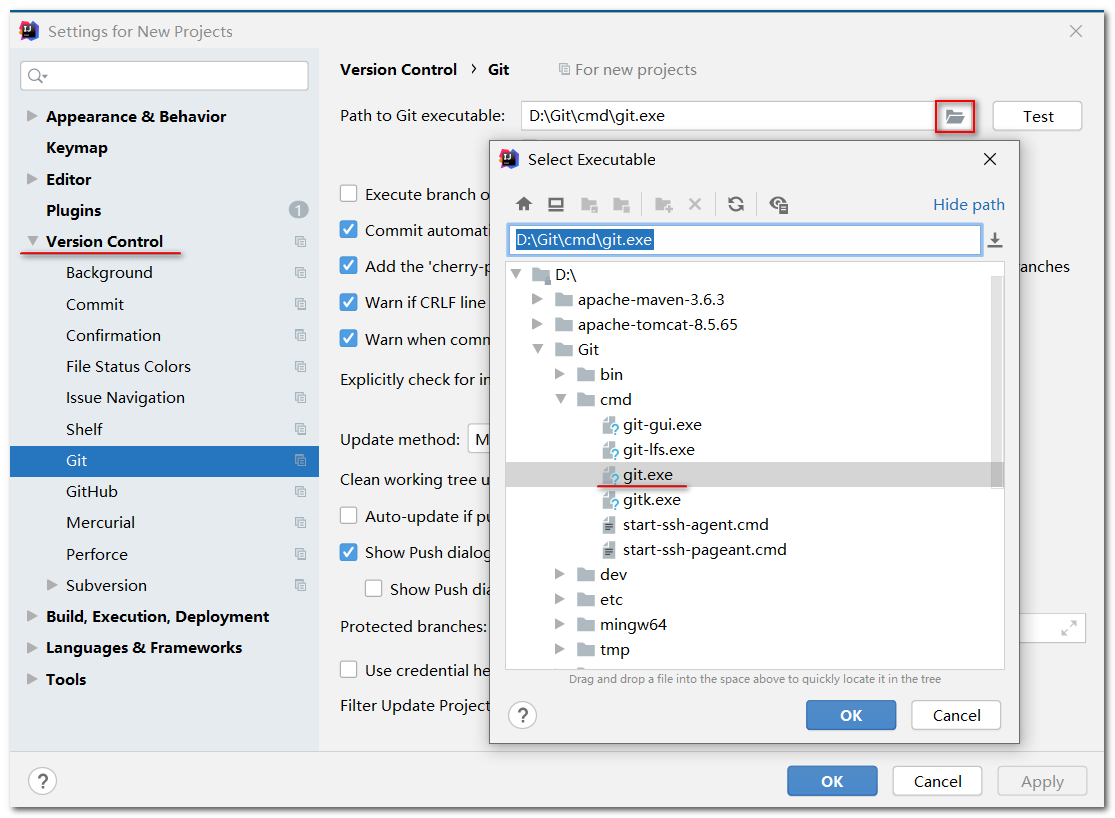 Settings for New Projects
Version Control › Git For new projects
Path to Git executable: D:\Git\cmd\git.exe Test
Appearance & Behavior
Keymap
Editor
Plugins 1
Version Control
Background
Commit
Confirmation
File Status Colors
Issue Navigation
Shelf
Git
GitHub
Mercurial
Perforce
Subversion
Build, Execution, Deployment
Languages & Frameworks
Tools
Execute branch o
Commit automat
Add the 'cherry-p
anches
Warn if CRLF line
Warn when comm
Explicitly check for in
Update method: M
Clean working tree u
Auto-update if pu
Show Push dialog
Show Push dia
Protected branches:
Use credential he
Filter Update Project
Select Executable
Hide path
D:\Git\cmd\git.exe
D:\
apache-maven-3.6.3
apache-tomcat-8.5.65
Git
bin
cmd
git-gui.exe
git-lfs.exe
git.exe
gitk.exe
start-ssh-agent.cmd
start-ssh-pageant.cmd
dev
etc
mingw64
tmp
Drag and drop a file into the space above to quickly locate it in the tree
? OK Cancel
? OK Cancel Apply